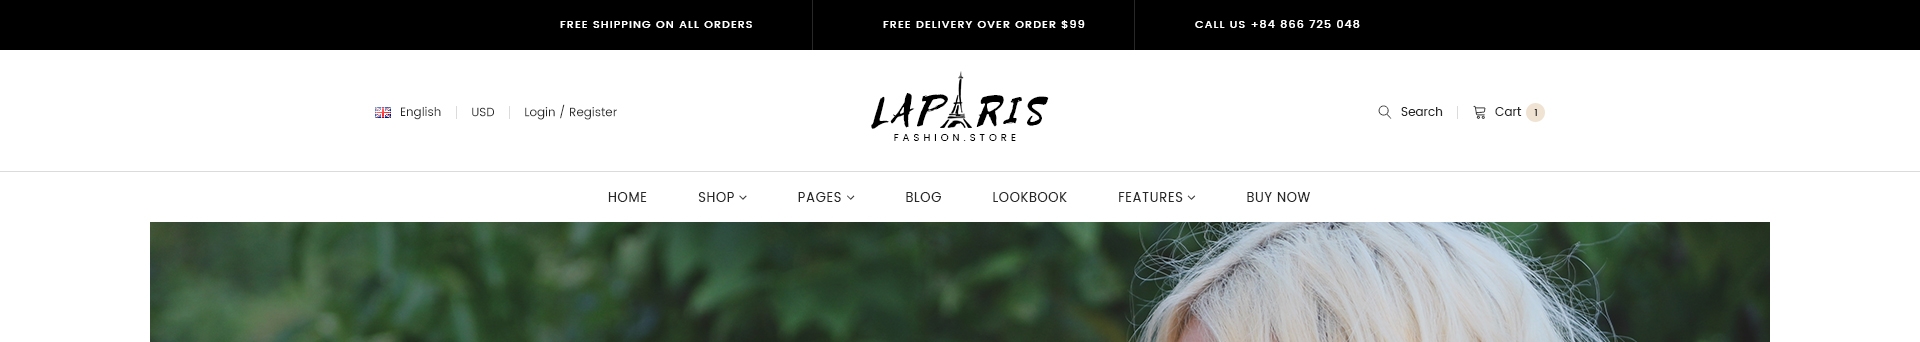 FREE SHIPPING ON ALL ORDERS
FREE DELIVERY OVER ORDER $99
CALL US +84 866 725 048
English
USD
Login / Register
LAPARIS
FASHION.STORE
Search
Cart 1
HOME
SHOP
PAGES
BLOG
LOOKBOOK
FEATURES
BUY NOW